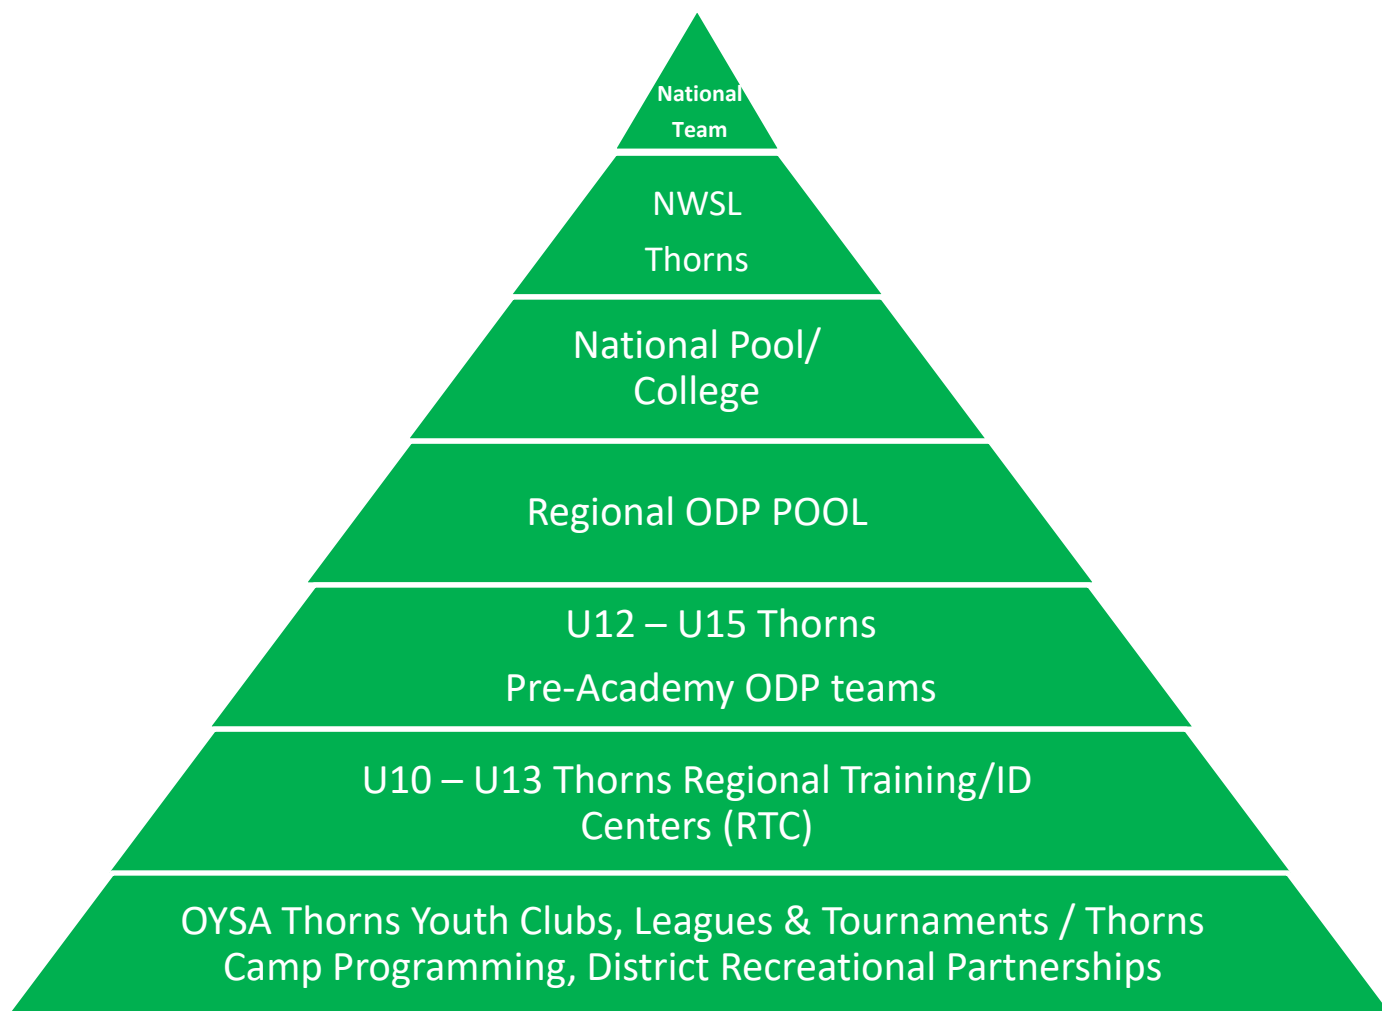 National
Team
NWSL
Thorns
National Pool/
College
Regional ODP POOL
U12 – U15 Thorns
Pre-Academy ODP teams
U10 – U13 Thorns Regional Training/ID
Centers (RTC)
OYSA Thorns Youth Clubs, Leagues & Tournaments / Thorns
Camp Programming, District Recreational Partnerships